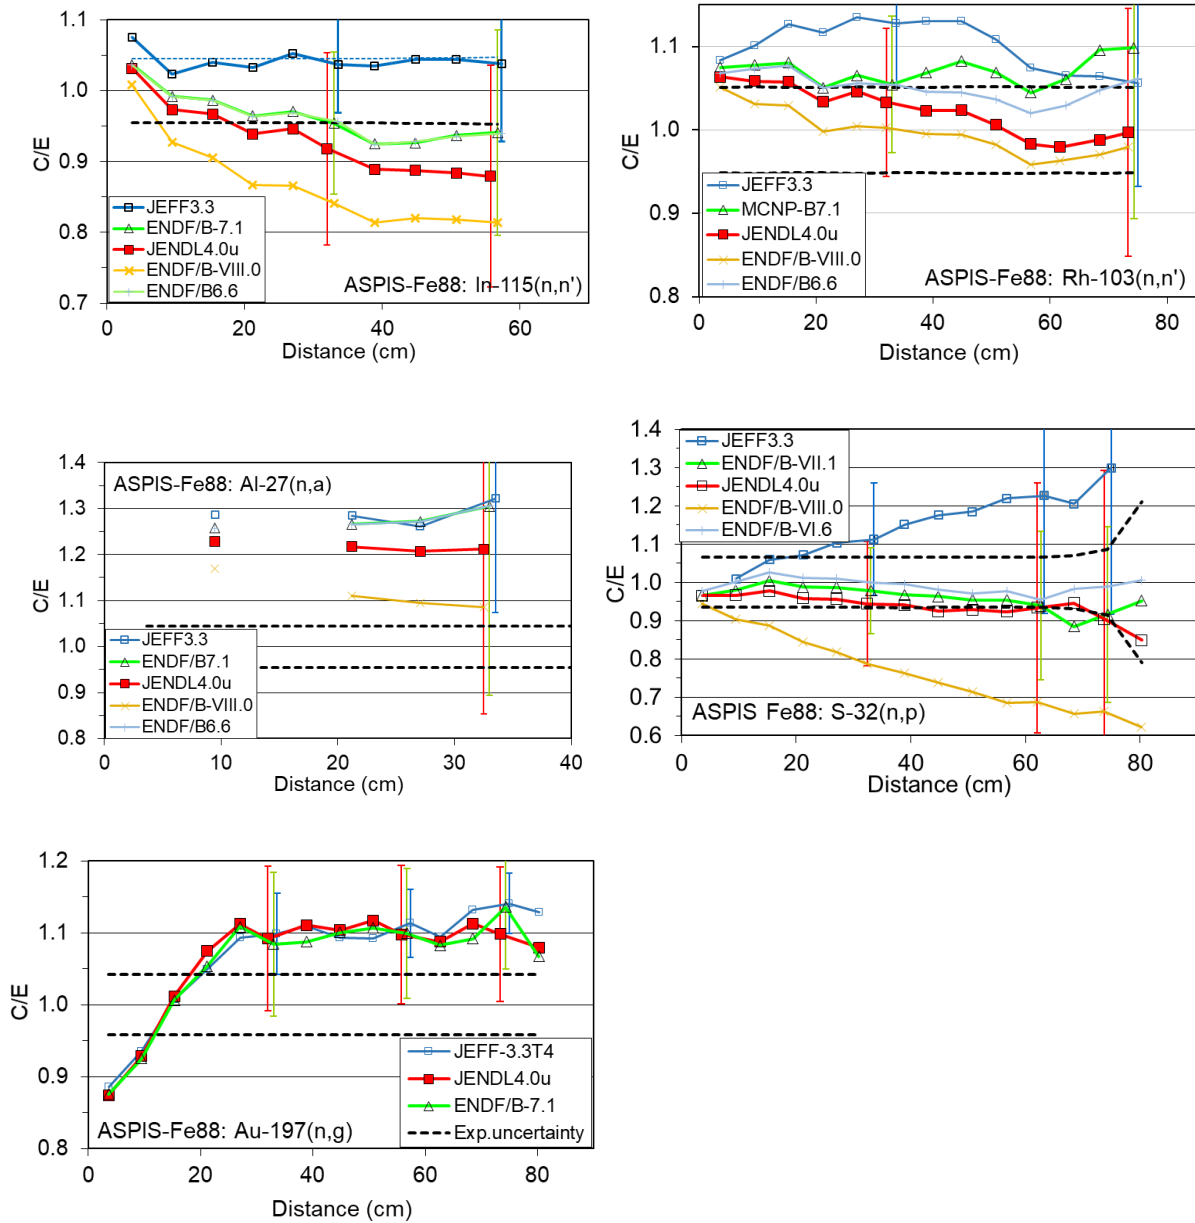 1.1
1.0
0.9
0.8
0.7
C/E
JEFF3.3
ENDF/B-7.1
JENDL4.0u
ENDF/B-VIII.0
ENDF/B6.6
ASPIS-Fe88: In-115(n,n')
0
20
40
60
Distance (cm)
1.1
1.0
0.9
0.8
C/E
JEFF3.3
MCNP-B7.1
JENDL4.0u
ENDF/B-VIII.0
ENDF/B6.6
ASPIS-Fe88: Rh-103(n,n')
0
20
40
60
80
Distance (cm)
1.4
1.3
1.2
1.1
1.0
0.9
0.8
C/E
ASPIS-Fe88: Al-27(n,a)
JEFF3.3
ENDF/B7.1
JENDL4.0u
ENDF/B-VIII.0
ENDF/B6.6
0
10
20
30
40
Distance (cm)
1.4
1.3
1.2
1.1
1.0
0.9
0.8
0.7
0.6
C/E
JEFF3.3
ENDF/B-VII.1
JENDL4.0u
ENDF/B-VIII.0
ENDF/B-VI.6
ASPIS Fe88: S-32(n,p)
0
20
40
60
80
Distance (cm)
1.2
1.1
1.0
0.9
0.8
C/E
JEFF-3.3T4
JENDL4.0u
ENDF/B-7.1
Exp.uncertainty
ASPIS-Fe88: Au-197(n,g)
0
20
40
60
80
Distance (cm)